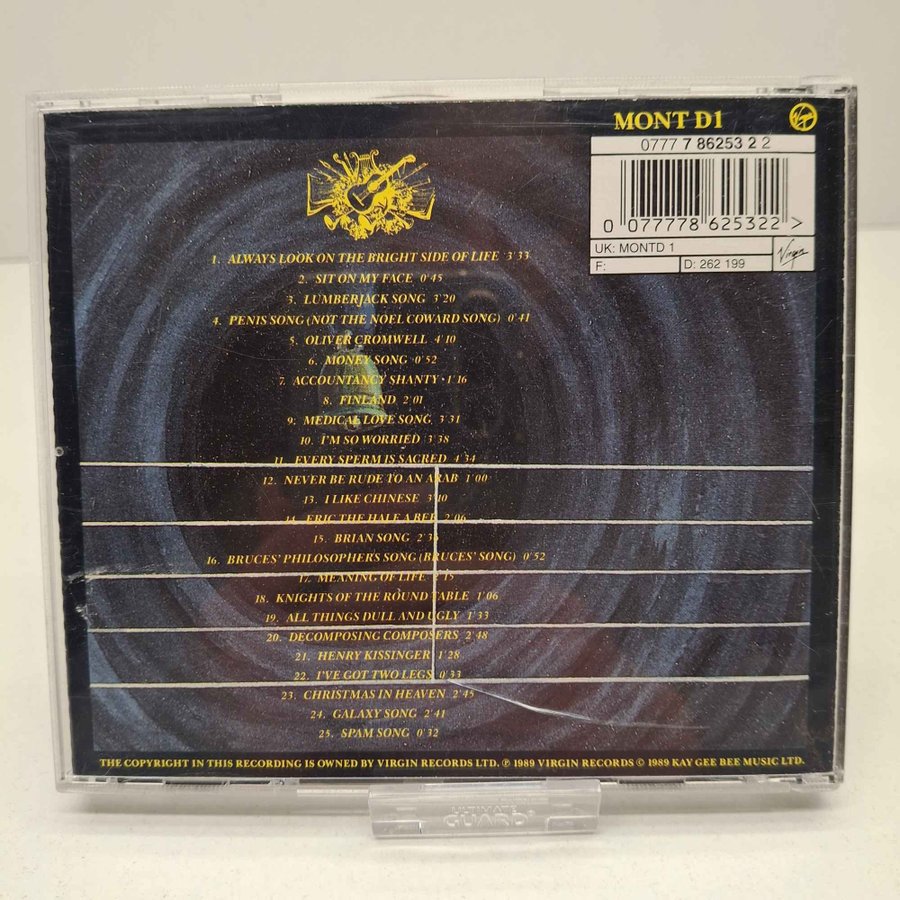 MONT D1
Virgin
0777 7 86253 2 2
0 077778 625322 >
UK: MONTD 1
F:
D: 262 199
Virgin
1. ALWAYS LOOK ON THE BRIGHT SIDE OF LIFE 3'33
2. SIT ON MY FACE 0'45
3. LUMBERJACK SONG 3'20
4. PENIS SONG (NOT THE NOEL COWARD SONG) 0'41
5. OLIVER CROMWELL 4'10
6. MONEY SONG 0'52
7. ACCOUNTANCY SHANTY 1'16
8. FINLAND 2'01
9. MEDICAL LOVE SONG 3'31
10. I'M SO WORRIED 3'38
11. EVERY SPERM IS SACRED 4'34
12. NEVER BE RUDE TO AN ARAB 1'00
13. I LIKE CHINESE 3'10
14. ERIC THE HALF A BEE 2'06
15. BRIAN SONG
16. BRUCES' PHILOSOPHERS SONG (BRUCES' SONG) 0'52
17. MEANING OF LIFE
18. KNIGHTS OF THE ROUND TABLE 1'06
19. ALL THINGS DULL AND UGLY 1'33
20. DECOMPOSING COMPOSERS 2'48
21. HENRY KISSINGER 1'28
22. I'VE GOT TWO LEGS 0'33
23. CHRISTMAS IN HEAVEN 2'45
24. GALAXY SONG 2'41
25. SPAM SONG 0'32
THE COPYRIGHT IN THIS RECORDING IS OWNED BY VIRGIN RECORDS LTD. ℗ 1989 VIRGIN RECORDS © 1989 KAY GEE BEE MUSIC LTD.
ULTIMATE
GUARD